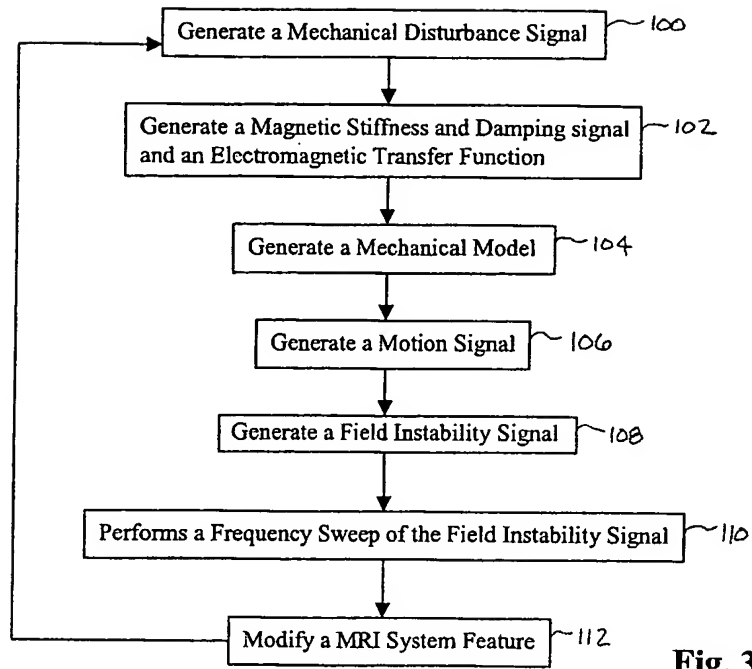 Generate a Mechanical Disturbance Signal 100
Generate a Magnetic Stiffness and Damping signal
and an Electromagnetic Transfer Function 102
Generate a Mechanical Model 104
Generate a Motion Signal 106
Generate a Field Instability Signal 108
Performs a Frequency Sweep of the Field Instability Signal 110
Modify a MRI System Feature 112
Fig. 3